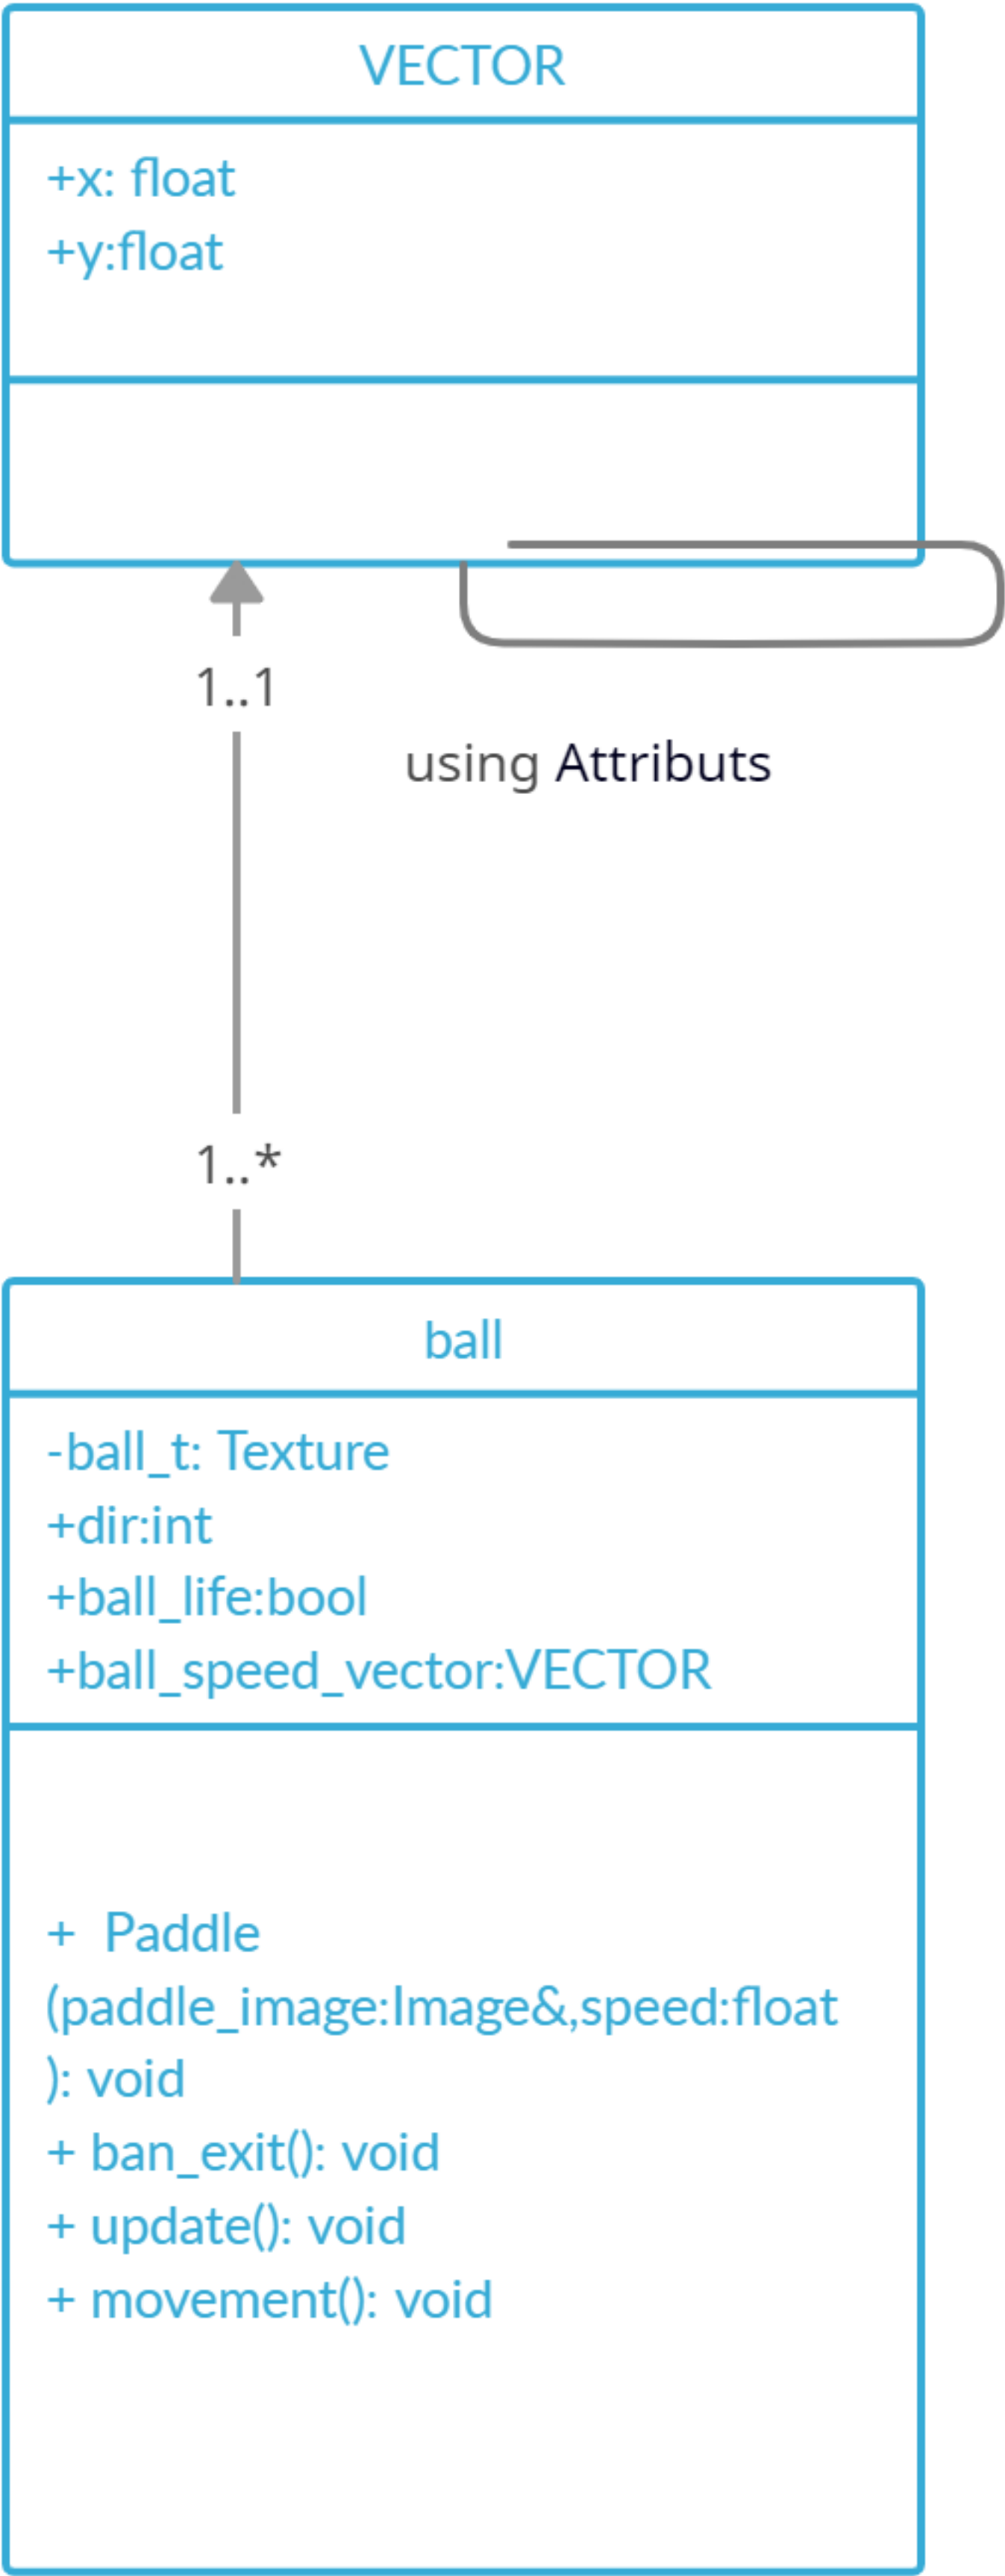 VECTOR
+x: float
+y:float
1..1
using Attributs
1..*
ball
-ball_t: Texture
+dir:int
+ball_life:bool
+ball_speed_vector:VECTOR
+  Paddle
(paddle_image:Image&,speed:float
): void
+ ban_exit(): void
+ update(): void
+ movement(): void